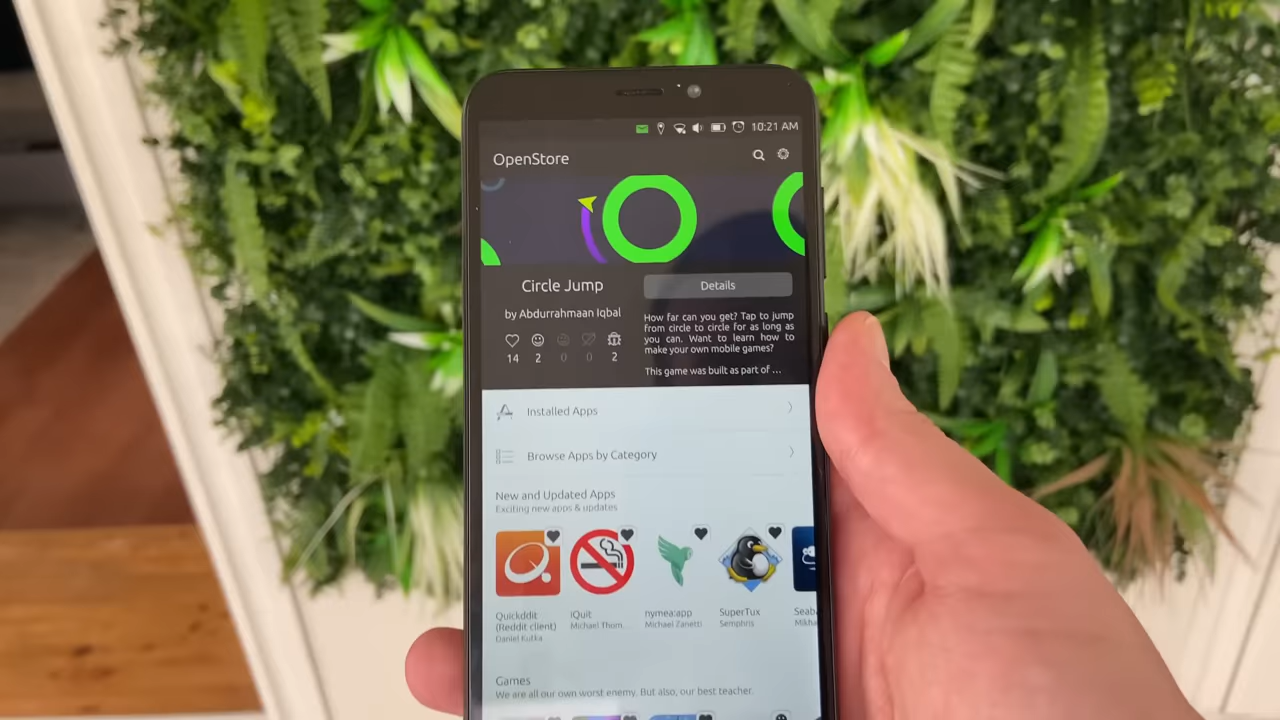 10:21 AM
OpenStore
Circle Jump
Details
by Abdurrahmaan Iqbal
How far can you get? Tap to jump
from circle to circle for as long as
you can. Want to learn how to
make your own mobile games?
This game was built as part of ...
14 2 0 0 2
Installed Apps
Browse Apps by Category
New and Updated Apps
Exciting new apps & updates
Quickddit
(Reddit client)
Daniel Kutka
iQuit
Michael Thom...
nymea:app
Michael Zanetti
SuperTux
Semphris
Seab
Mikha
Games
We are all our own worst enemy. But also, our best teacher.